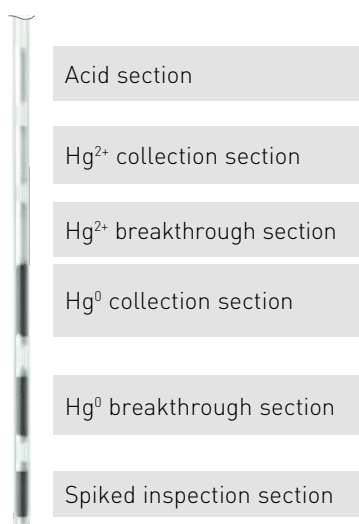 Acid section
Hg²⁺ collection section
Hg²⁺ breakthrough section
Hg⁰ collection section
Hg⁰ breakthrough section
Spiked inspection section